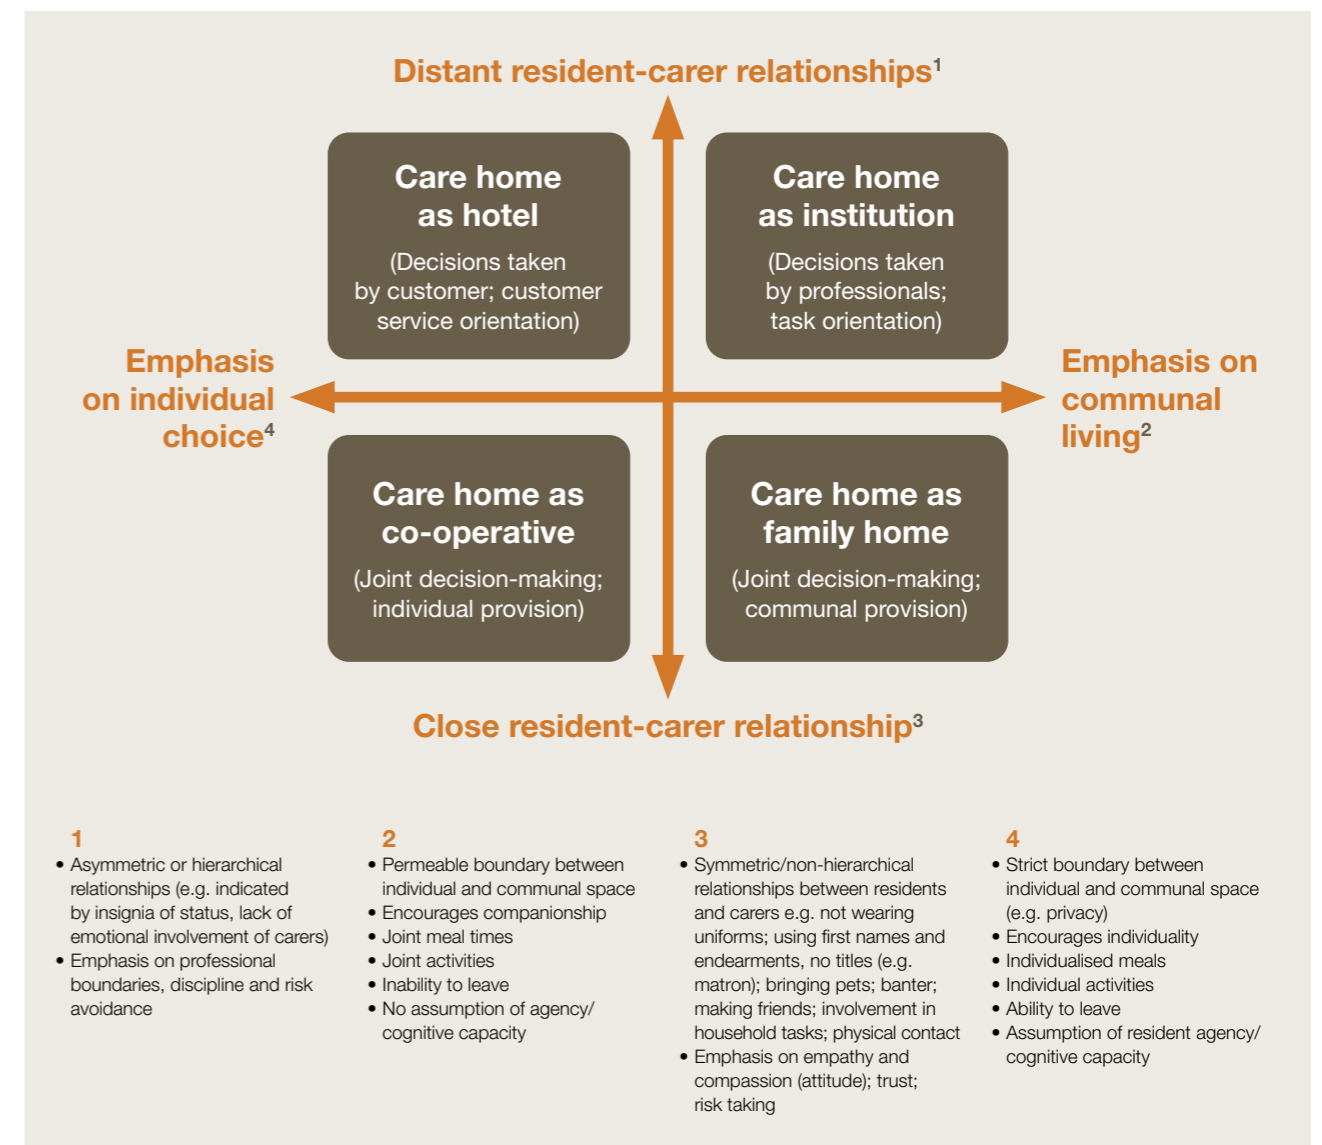 Distant resident-carer relationships1
Care home
as hotel
(Decisions taken
by customer; customer
service orientation)
Care home
as institution
(Decisions taken
by professionals;
task orientation)
Emphasis
on individual
choice4
Emphasis on
communal
living2
Care home as
co-operative
(Joint decision-making;
individual provision)
Care home as
family home
(Joint decision-making;
communal provision)
Close resident-carer relationship3
1
• Asymmetric or hierarchical
relationships (e.g. indicated
by insignia of status, lack of
emotional involvement of carers)
• Emphasis on professional
boundaries, discipline and risk
avoidance
2
• Permeable boundary between
individual and communal space
• Encourages companionship
• Joint meal times
• Joint activities
• Inability to leave
• No assumption of agency/
cognitive capacity
3
• Symmetric/non-hierarchical
relationships between residents
and carers e.g. not wearing
uniforms; using first names and
endearments, no titles (e.g.
matron); bringing pets; banter;
making friends; involvement in
household tasks; physical contact
• Emphasis on empathy and
compassion (attitude); trust;
risk taking
4
• Strict boundary between
individual and communal space
(e.g. privacy)
• Encourages individuality
• Individualised meals
• Individual activities
• Ability to leave
• Assumption of resident agency/
cognitive capacity